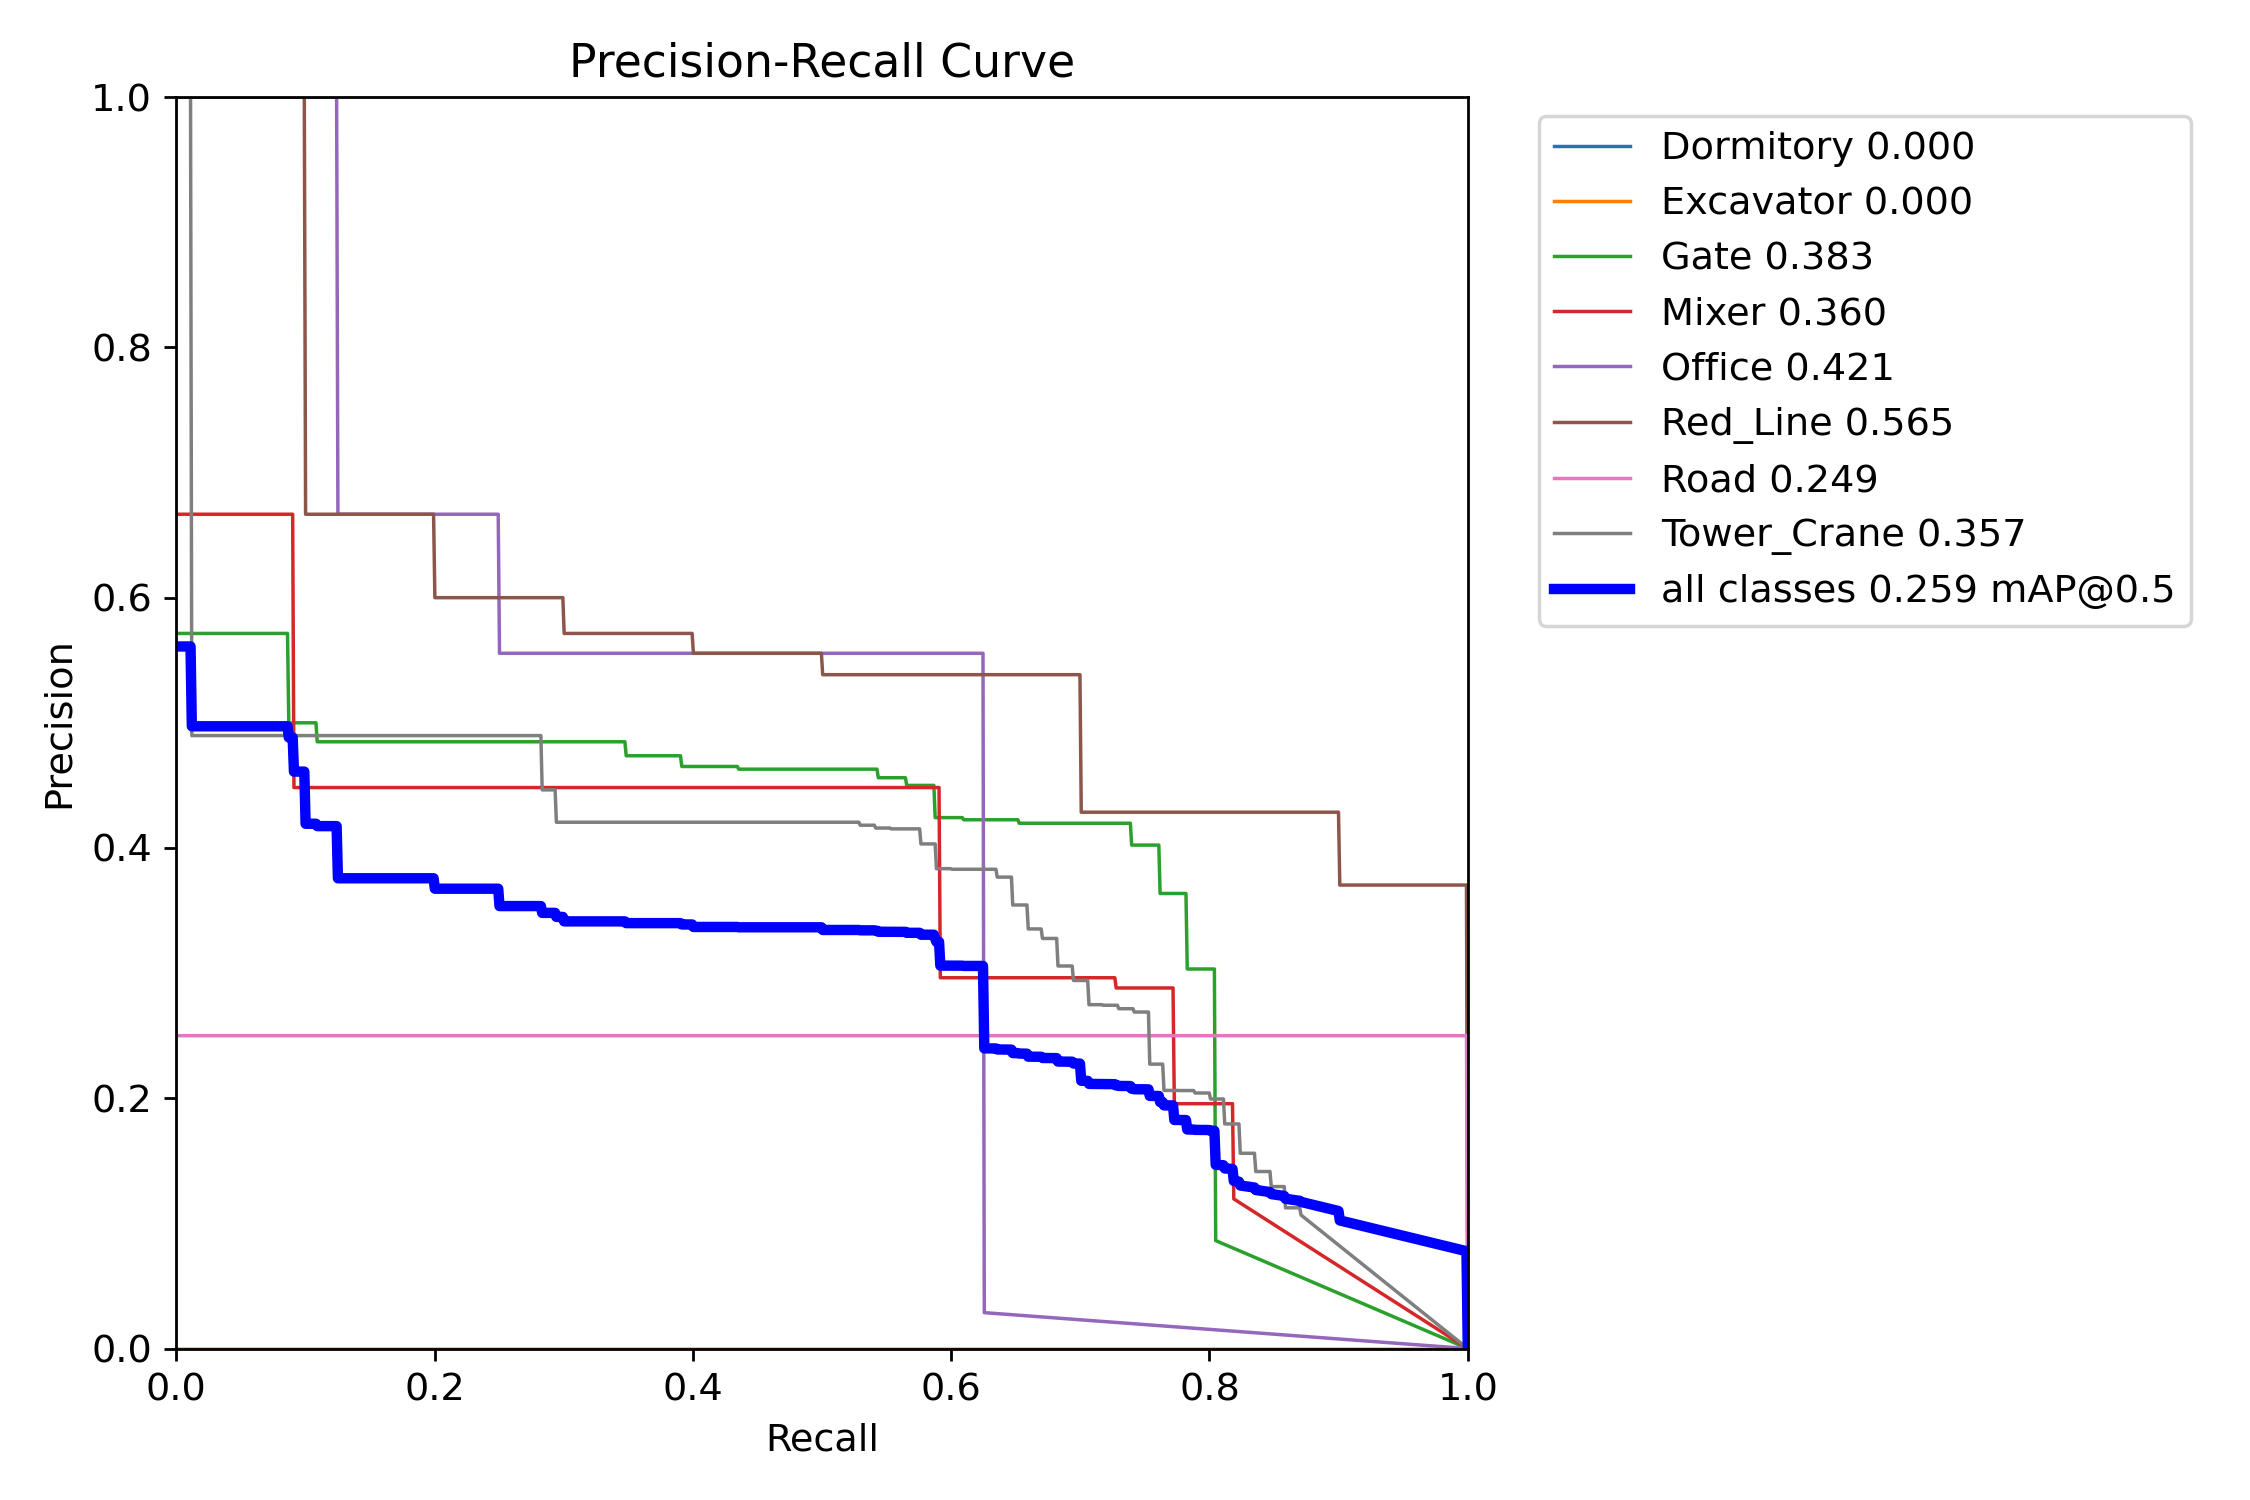 Precision-Recall Curve
1.0
0.8
0.6
0.4
0.2
0.0
Precision
0.0 0.2 0.4 0.6 0.8 1.0
Recall
Dormitory 0.000
Excavator 0.000
Gate 0.383
Mixer 0.360
Office 0.421
Red_Line 0.565
Road 0.249
Tower_Crane 0.357
all classes 0.259 mAP@0.5